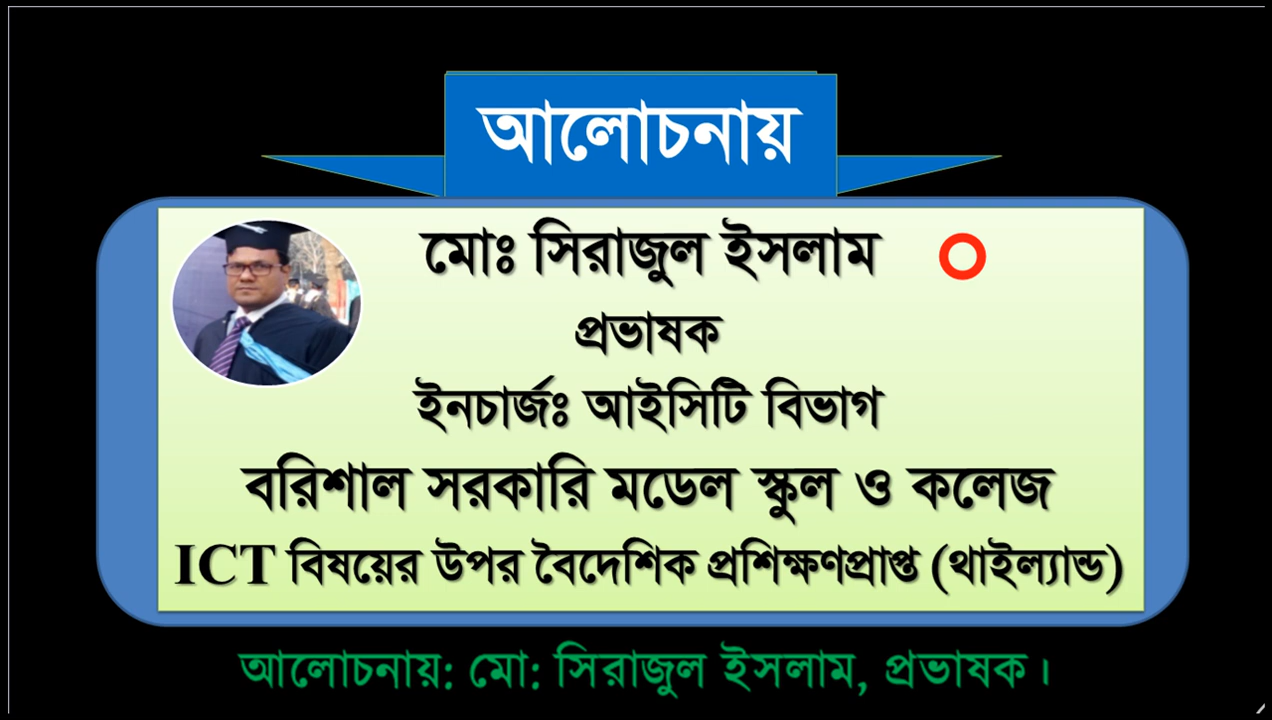 আলোচনায়
মোঃ সিরাজুল ইসলাম
প্রভাষক
ইনচার্জঃ আইসিটি বিভাগ
বরিশাল সরকারি মডেল স্কুল ও কলেজ
ICT বিষয়ের উপর বৈদেশিক প্রশিক্ষণপ্রাপ্ত (থাইল্যান্ড)
আলোচনায়: মো: সিরাজুল ইসলাম, প্রভাষক।